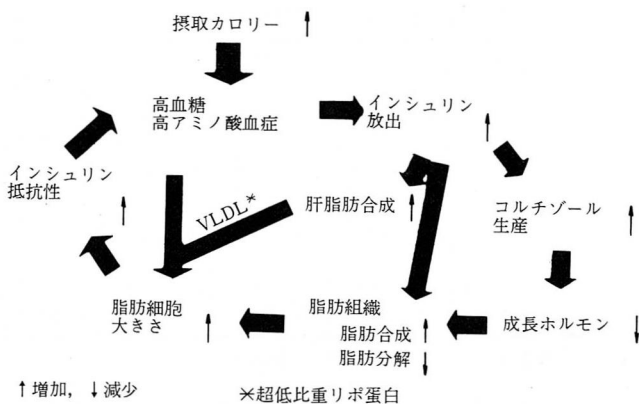 摂取カロリー ↑
高血糖
高アミノ酸血症
インシュリン
放出 ↑
インシュリン
抵抗性 ↑
VLDL*
肝脂肪合成 ↑
コルチゾール
生産 ↑
脂肪細胞
大きさ ↑
脂肪組織
脂肪合成 ↑
脂肪分解 ↓
成長ホルモン ↓
↑増加，↓減少
*超低比重リポ蛋白